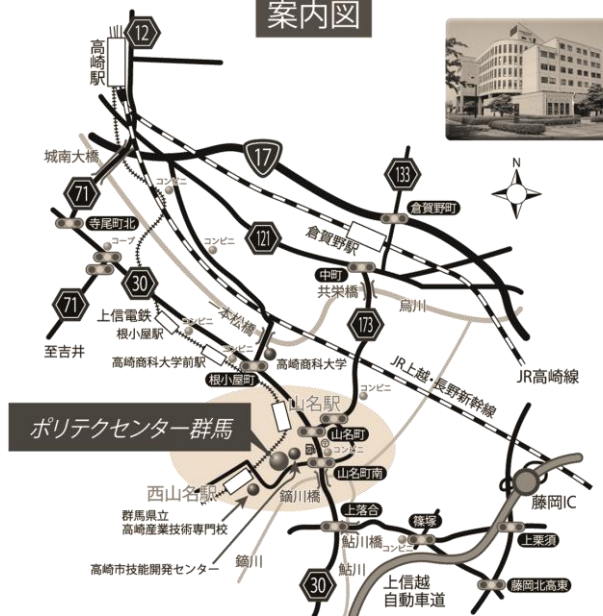 案内図
12
高崎駅
N
城南大橋
17
133
71
コンビニ
倉賀野町
寺尾町北
コープ
コンビニ
121
倉賀野駅
中町
30
共栄橋
烏川
71
上信電鉄
根小屋駅
一本松橋
173
至吉井
コンビニ
高崎商科大学前駅
コンビニ
高崎商科大学
JR上越・長野新幹線
JR高崎線
根小屋町
コンビニ
山名駅
ポリテクセンター群馬
山名町
コンビニ
山名町南
西山名駅
鏑川橋
藤岡IC
群馬県立
高崎産業技術専門校
上落合
篠塚
上栗須
鮎川橋
コンビニ
高崎市技能開発センター
鏑川
鮎川
30
上信越
自動車道
藤岡北高東